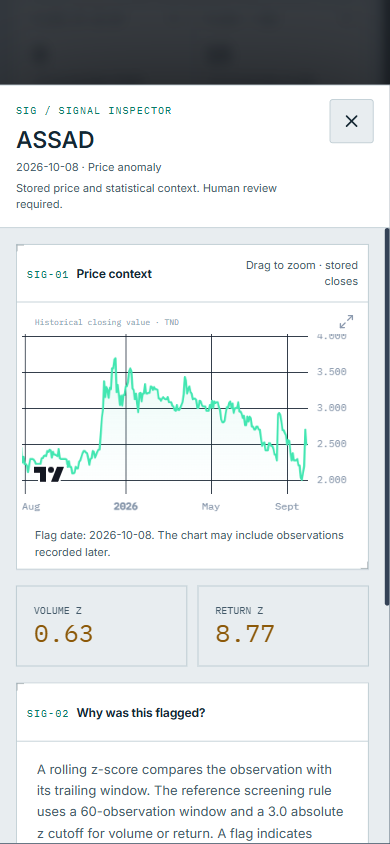 SIG / SIGNAL INSPECTOR
ASSAD
2026-10-08 · Price anomaly
Stored price and statistical context. Human review
required.
SIG-01 Price context
Drag to zoom · stored
closes
Historical closing value · TND
4.000
3.500
3.000
2.500
2.000
Aug 2026 May Sept
Flag date: 2026-10-08. The chart may include observations
recorded later.
VOLUME Z
0.63
RETURN Z
8.77
SIG-02 Why was this flagged?
A rolling z-score compares the observation with
its trailing window. The reference screening rule
uses a 60-observation window and a 3.0 absolute
z cutoff for volume or return. A flag indicates